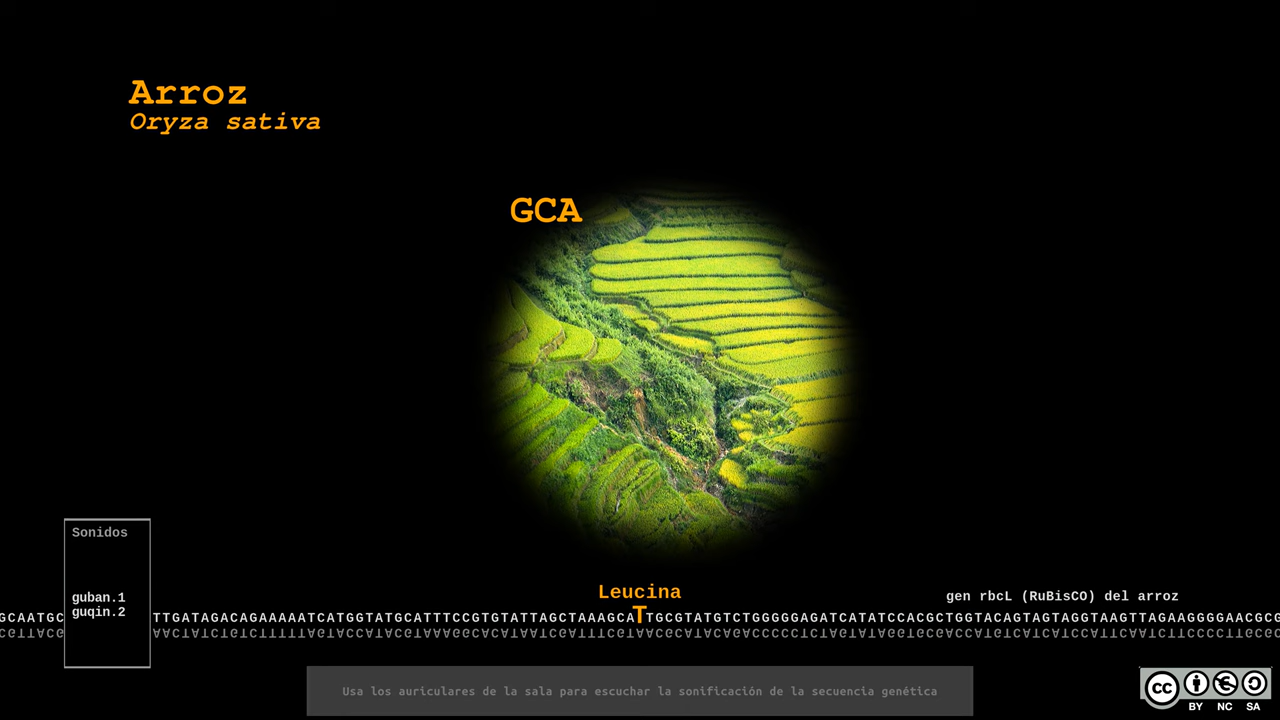 Arroz
Oryza sativa
GCA
Sonidos
guban.1
guqin.2
Leucina
gen rbcL (RuBisCO) del arroz
GCAATGC TTGATAGACAGAAAAATCATGGTATGCATTTCCGTGTATTAGCTAAAGCATTGCGTATGTCTGGGGGAGATCATATCCACGCTGGTACAGTAGTAGGTAAGTTAGAAGGGGAACGCG
Usa los auriculares de la sala para escuchar la sonificación de la secuencia genética
CC
BY NC SA